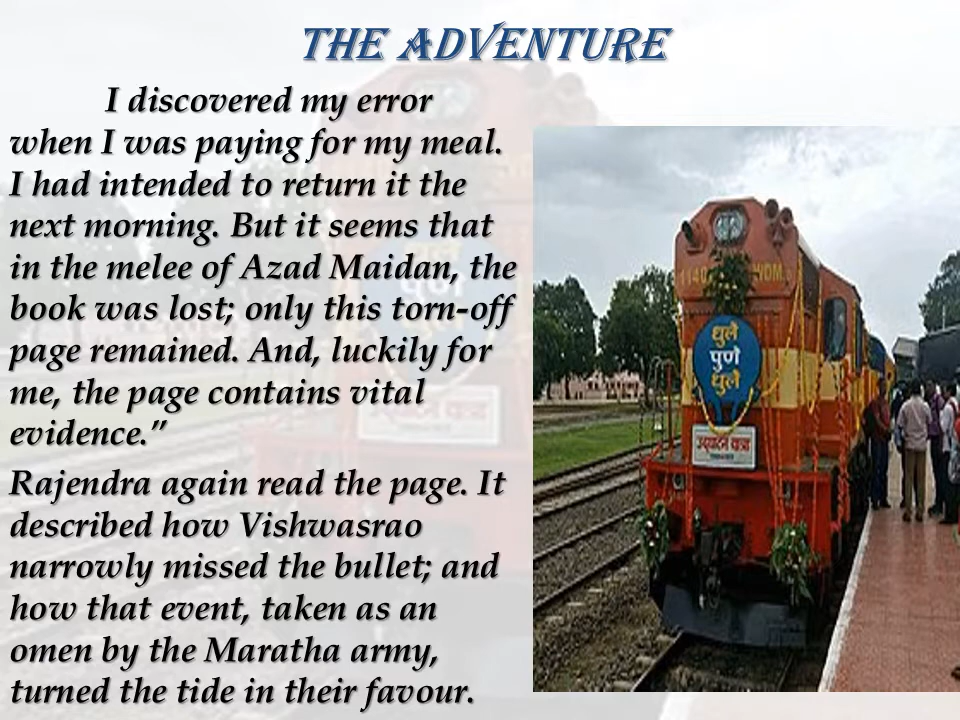 THE ADVENTURE
I discovered my error
when I was paying for my meal.
I had intended to return it the
next morning. But it seems that
in the melee of Azad Maidan, the
book was lost; only this torn-off
page remained. And, luckily for
me, the page contains vital
evidence.”
Rajendra again read the page. It
described how Vishwasrao
narrowly missed the bullet; and
how that event, taken as an
omen by the Maratha army,
turned the tide in their favour.
धुले
पुणे
धुले
उद्घाटन यात्रा